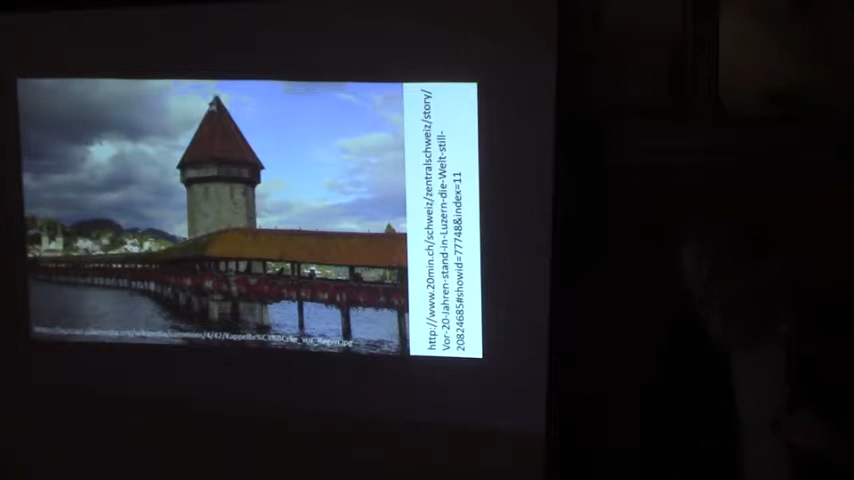 http://www.20min.ch/schweiz/zentralschweiz/story/
Vor-20-Jahren-stand-in-Luzern-die-Welt-still-
20824685#showid=77748&index=11